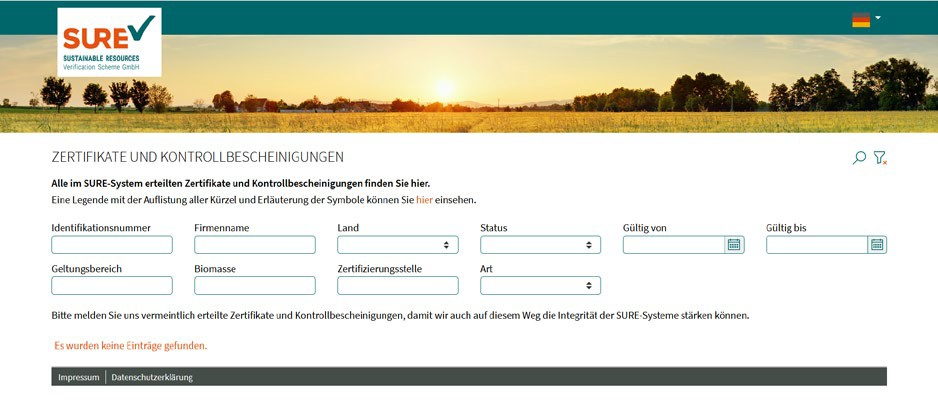 SURE
SUSTAINABLE RESOURCES
Verification Scheme GmbH
ZERTIFIKATE UND KONTROLLBESCHEINIGUNGEN
Alle im SURE-System erteilten Zertifikate und Kontrollbescheinigungen finden Sie hier.
Eine Legende mit der Auflistung aller Kürzel und Erläuterung der Symbole können Sie hier einsehen.
Identifikationsnummer Firmenname Land Status Gültig von Gültig bis
Geltungsbereich Biomasse Zertifizierungsstelle Art
Bitte melden Sie uns vermeintlich erteilte Zertifikate und Kontrollbescheinigungen, damit wir auch auf diesem Weg die Integrität der SURE-Systeme stärken können.
Es wurden keine Einträge gefunden.
Impressum Datenschutzerklärung